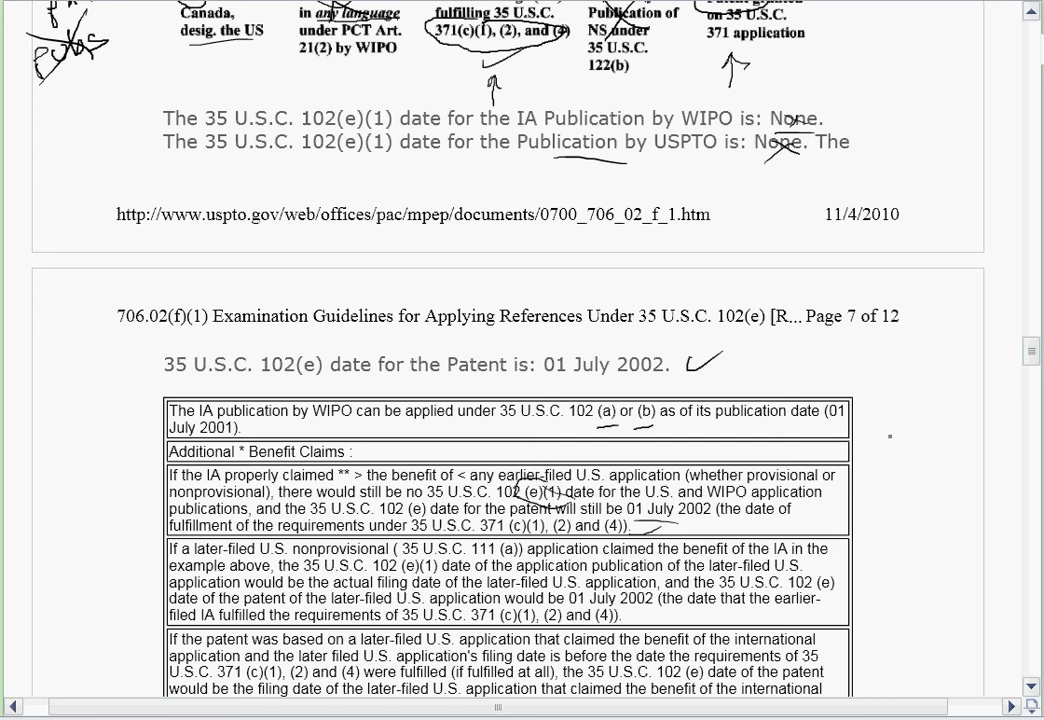 Canada,
desig. the US
in any language
under PCT Art.
21(2) by WIPO
fulfilling 35 U.S.C.
371(c)(1), (2), and (4)
Publication of
NS under
35 U.S.C.
122(b)
on 35 U.S.C.
371 application
The 35 U.S.C. 102(e)(1) date for the IA Publication by WIPO is: None.
The 35 U.S.C. 102(e)(1) date for the Publication by USPTO is: None. The
http://www.uspto.gov/web/offices/pac/mpep/documents/0700_706_02_f_1.htm 11/4/2010
706.02(f)(1) Examination Guidelines for Applying References Under 35 U.S.C. 102(e) [R... Page 7 of 12
35 U.S.C. 102(e) date for the Patent is: 01 July 2002.
The IA publication by WIPO can be applied under 35 U.S.C. 102 (a) or (b) as of its publication date (01
July 2001).
Additional * Benefit Claims :
If the IA properly claimed ** > the benefit of < any earlier-filed U.S. application (whether provisional or
nonprovisional), there would still be no 35 U.S.C. 102 (e)(1) date for the U.S. and WIPO application
publications, and the 35 U.S.C. 102 (e) date for the patent will still be 01 July 2002 (the date of
fulfillment of the requirements under 35 U.S.C. 371 (c)(1), (2) and (4)).
If a later-filed U.S. nonprovisional ( 35 U.S.C. 111 (a)) application claimed the benefit of the IA in the
example above, the 35 U.S.C. 102 (e)(1) date of the application publication of the later-filed U.S.
application would be the actual filing date of the later-filed U.S. application, and the 35 U.S.C. 102 (e)
date of the patent of the later-filed U.S. application would be 01 July 2002 (the date that the earlier-
filed IA fulfilled the requirements of 35 U.S.C. 371 (c)(1), (2) and (4)).
If the patent was based on a later-filed U.S. application that claimed the benefit of the international
application and the later filed U.S. application's filing date is before the date the requirements of 35
U.S.C. 371 (c)(1), (2) and (4) were fulfilled (if fulfilled at all), the 35 U.S.C. 102 (e) date of the patent
would be the filing date of the later-filed U.S. application that claimed the benefit of the international